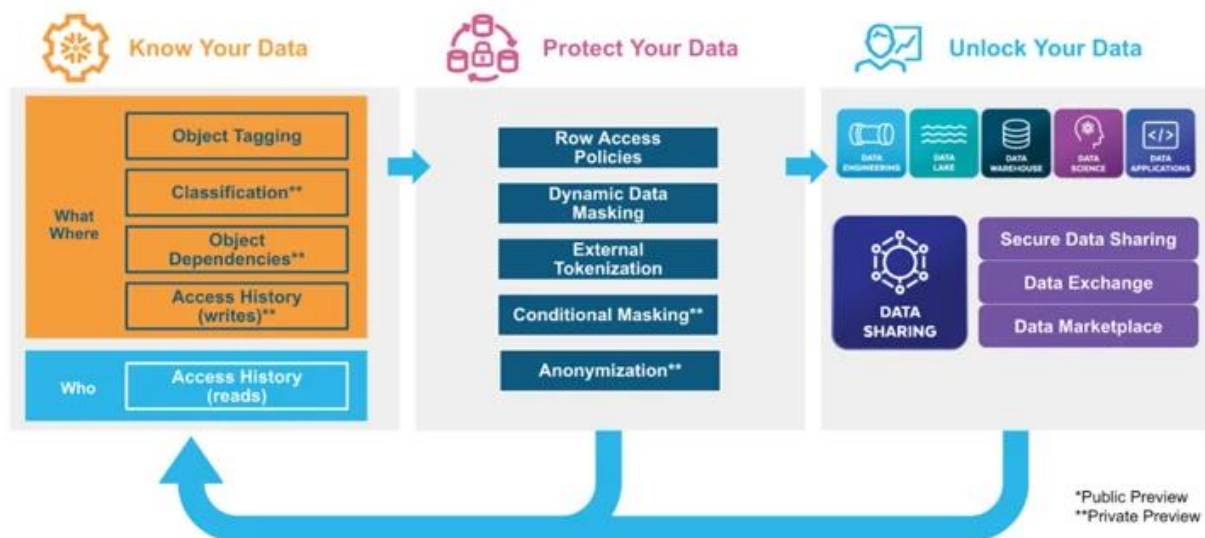 Know Your Data
Protect Your Data
Unlock Your Data
What
Where
Object Tagging
Classification**
Object
Dependencies**
Access History
(writes)**
Who
Access History
(reads)
Row Access
Policies
Dynamic Data
Masking
External
Tokenization
Conditional Masking**
Anonymization**
DATA
ENGINEERING
DATA
LAKE
DATA
WAREHOUSE
DATA
SCIENCE
</>
DATA
APPLICATIONS
DATA
SHARING
Secure Data Sharing
Data Exchange
Data Marketplace
*Public Preview
**Private Preview